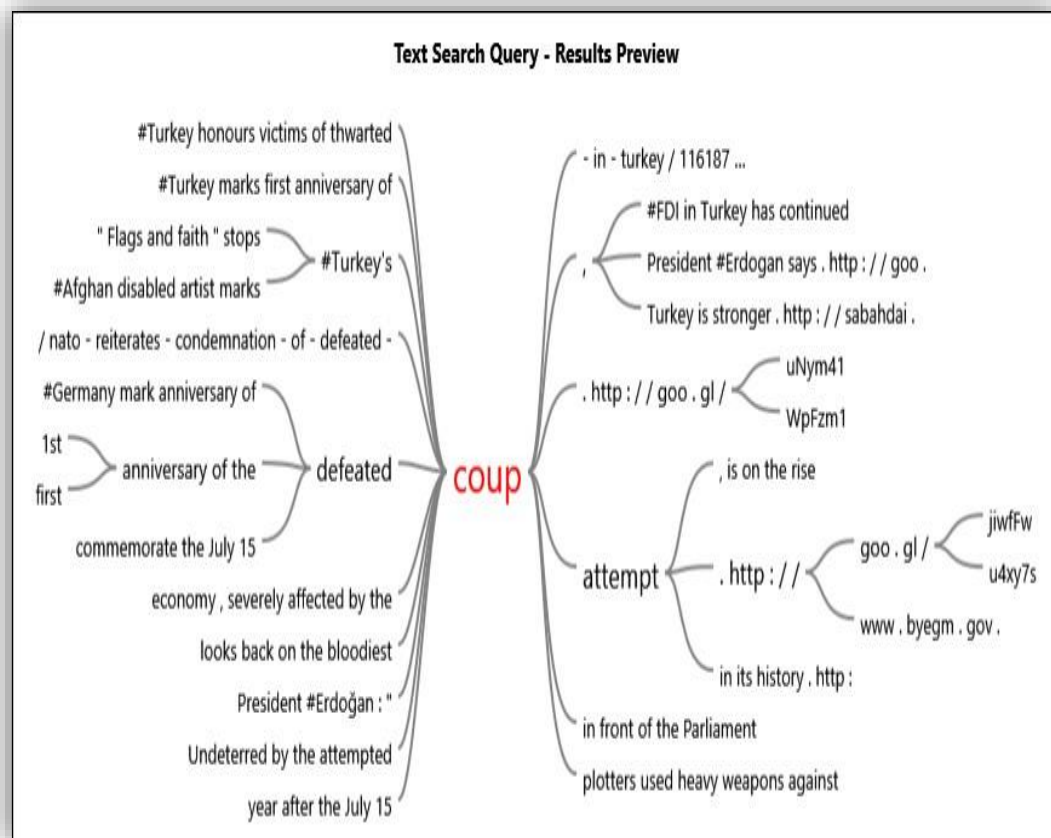 Text Search Query - Results Preview
#Turkey honours victims of thwarted
#Turkey marks first anniversary of
" Flags and faith " stops
#Afghan disabled artist marks
#Turkey's
/ nato - reiterates - condemnation - of - defeated -
#Germany mark anniversary of
1st
first
anniversary of the
commemorate the July 15
defeated
economy , severely affected by the
looks back on the bloodiest
President #Erdoğan : "
Undeterred by the attempted
year after the July 15
coup
- in - turkey / 116187 ...
,
#FDI in Turkey has continued
President #Erdogan says . http : / / goo .
Turkey is stronger . http : / / sabahdai .
. http : / / goo . gl /
uNym41
WpFzm1
attempt
, is on the rise
. http : / /
goo . gl /
jiwfFw
u4xy7s
www . byegm . gov .
in its history . http :
in front of the Parliament
plotters used heavy weapons against